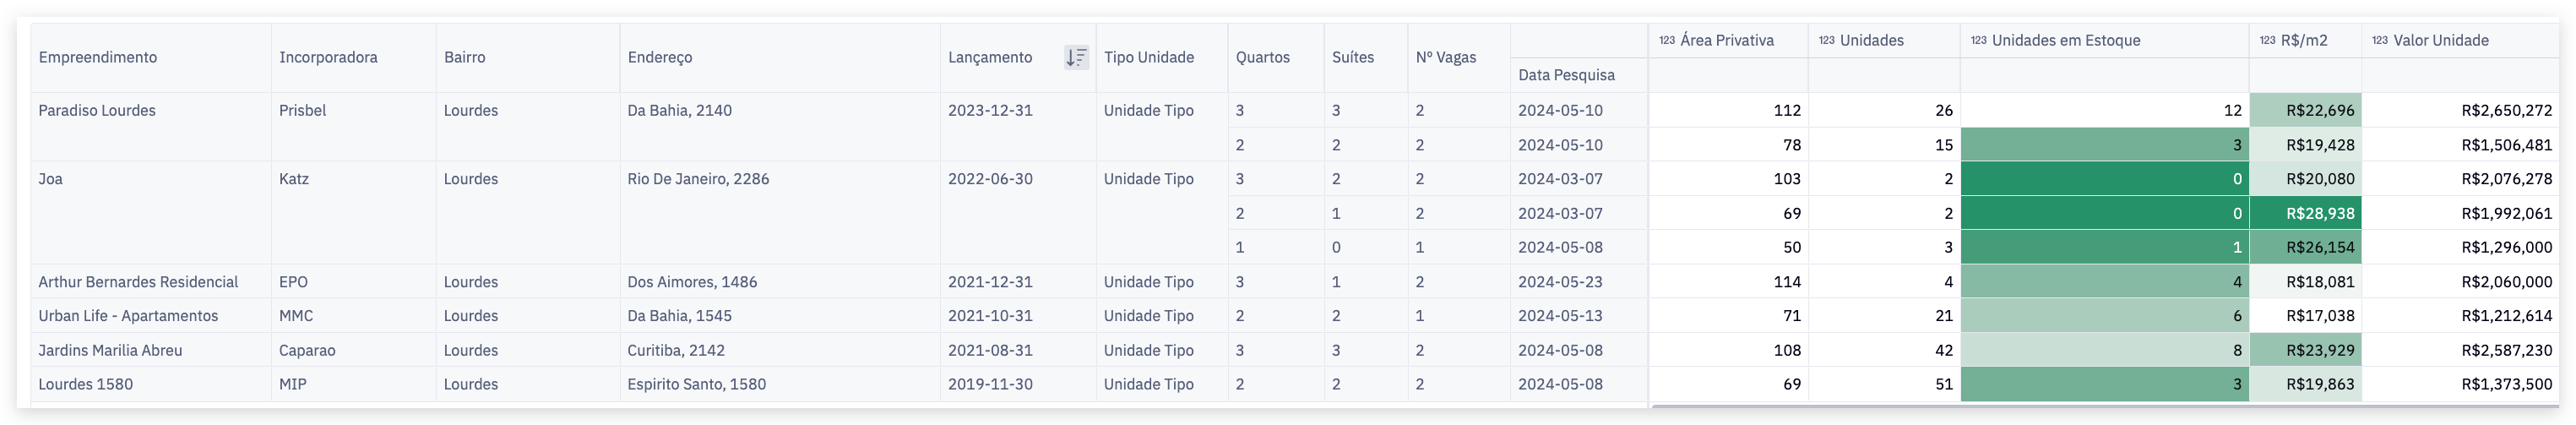 Empreendimento Incorporadora Bairro Endereço Lançamento Tipo Unidade Quartos Suítes Nº Vagas Data Pesquisa 123 Área Privativa 123 Unidades 123 Unidades em Estoque 123 R$/m2 123 Valor Unidade
Paradiso Lourdes Prisbel Lourdes Da Bahia, 2140 2023-12-31 Unidade Tipo 3 3 2 2024-05-10 112 26 12 R$22,696 R$2,650,272
2 2 2 2024-05-10 78 15 3 R$19,428 R$1,506,481
Joa Katz Lourdes Rio De Janeiro, 2286 2022-06-30 Unidade Tipo 3 2 2 2024-03-07 103 2 0 R$20,080 R$2,076,278
2 1 2 2024-03-07 69 2 0 R$28,938 R$1,992,061
1 0 1 2024-05-08 50 3 1 R$26,154 R$1,296,000
Arthur Bernardes Residencial EPO Lourdes Dos Aimores, 1486 2021-12-31 Unidade Tipo 3 1 2 2024-05-23 114 4 4 R$18,081 R$2,060,000
Urban Life - Apartamentos MMC Lourdes Da Bahia, 1545 2021-10-31 Unidade Tipo 2 2 1 2024-05-13 71 21 6 R$17,038 R$1,212,614
Jardins Marilia Abreu Caparao Lourdes Curitiba, 2142 2021-08-31 Unidade Tipo 3 3 2 2024-05-08 108 42 8 R$23,929 R$2,587,230
Lourdes 1580 MIP Lourdes Espirito Santo, 1580 2019-11-30 Unidade Tipo 2 2 2 2024-05-08 69 51 3 R$19,863 R$1,373,500